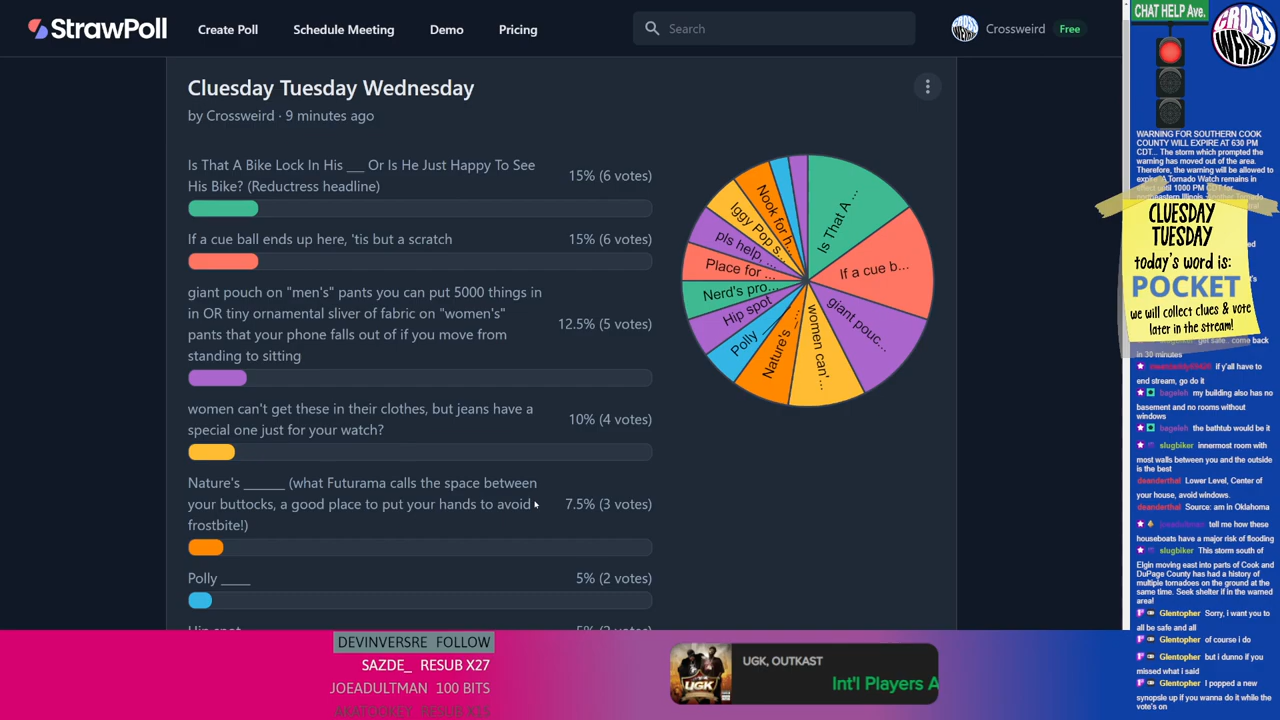 StrawPoll
Create Poll
Schedule Meeting
Demo
Pricing
Search
Crossweird
Free
Cluesday Tuesday Wednesday
by Crossweird · 9 minutes ago
Is That A Bike Lock In His ___ Or Is He Just Happy To See
His Bike? (Reductress headline)
15% (6 votes)
If a cue ball ends up here, 'tis but a scratch
15% (6 votes)
giant pouch on "men's" pants you can put 5000 things in
in OR tiny ornamental sliver of fabric on "women's"
pants that your phone falls out of if you move from
standing to sitting
12.5% (5 votes)
women can't get these in their clothes, but jeans have a
special one just for your watch?
10% (4 votes)
Nature's ______ (what Futurama calls the space between
your buttocks, a good place to put your hands to avoid
frostbite!)
7.5% (3 votes)
Polly ____
5% (2 votes)
Is That A ...
If a cue b...
giant pouc...
women can'...
Nature's _...
Polly _
Hip spot
Nerd's pro...
Place for ...
pls help, ...
Iggy Pop s...
Nook for h...
CHAT HELP Ave.
CROSS
WEIRD
WARNING FOR SOUTHERN COOK
COUNTY WILL EXPIRE AT 630 PM
CDT... The storm which prompted the
warning has moved out of the area.
Therefore, the warning will be allowed to
expire. A Tornado Watch remains in
effect until 1000 PM CDT for
CLUESDAY
TUESDAY
today's word is:
POCKET
we will collect clues & vote
later in the stream!
get safe.. come back
in 30 minutes
if y'all have to
end stream, go do it
bageleh my building also has no
basement and no rooms without
windows
bageleh the bathtub would be it
slugbiker innermost room with
most walls between you and the outside
is the best
deanderthal Lower Level, Center of
your house, avoid windows.
deanderthal Source: am in Oklahoma
joeadultman tell me how these
houseboats have a major risk of flooding
slugbiker This storm south of
Elgin moving east into parts of Cook and
DuPage County has had a history of
multiple tornadoes on the ground at the
same time. Seek shelter if in the warned
area!
Glentopher Sorry, i want you to
all be safe and all
Glentopher of course i do
Glentopher but i dunno if you
missed what i said
Glentopher I popped a new
synopsle up if you wanna do it while the
vote's on
DEVINVERSRE FOLLOW
SAZDE_ RESUB X27
JOEADULTMAN 100 BITS
UGK
UGK, OUTKAST
Int'l Players A